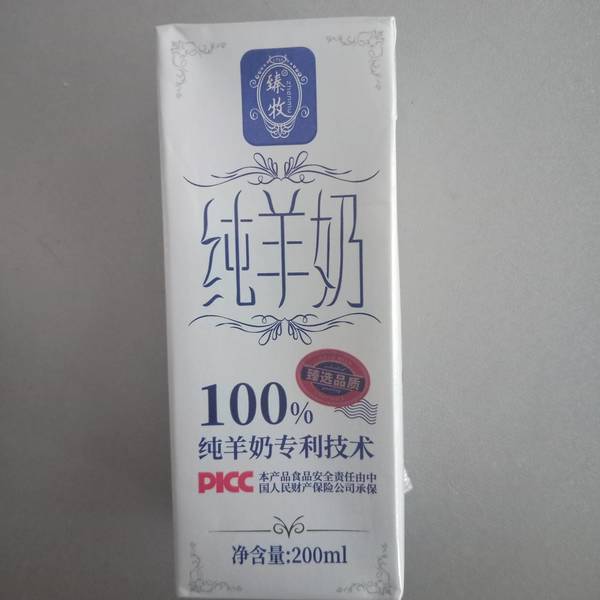 臻牧
zhenmu
纯羊奶
臻选品质
100%
纯羊奶专利技术
PICC 本产品食品安全责任由中
国人民财产保险公司承保
净含量:200ml